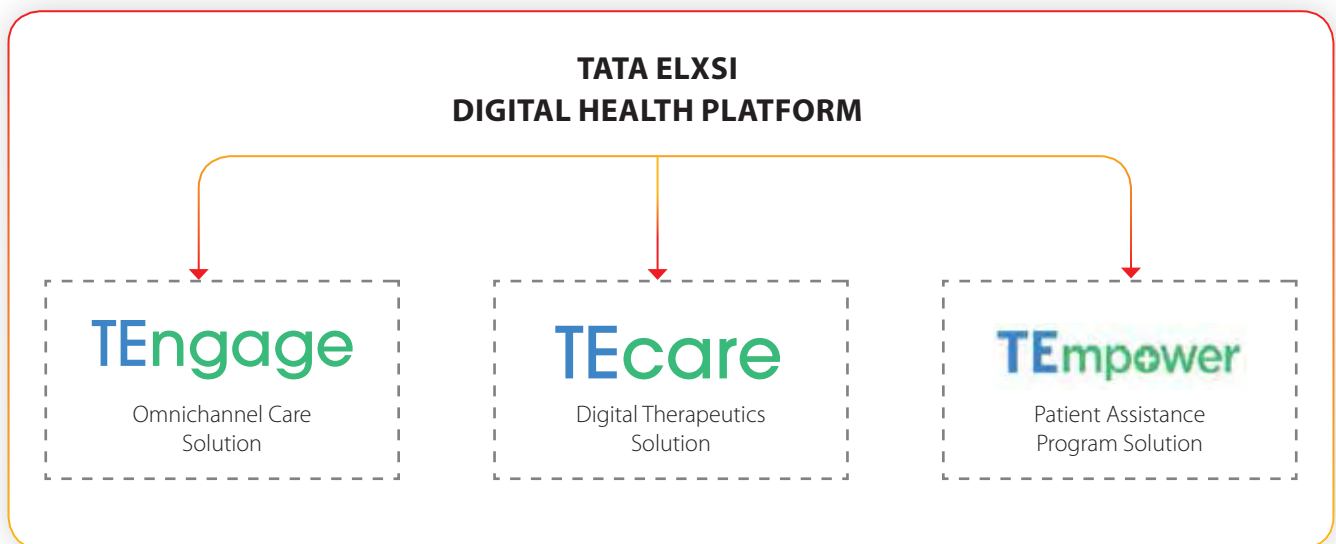 TATA ELXSI
DIGITAL HEALTH PLATFORM
TEngage
Omnichannel Care
Solution
TEcare
Digital Therapeutics
Solution
TEmpower
Patient Assistance
Program Solution